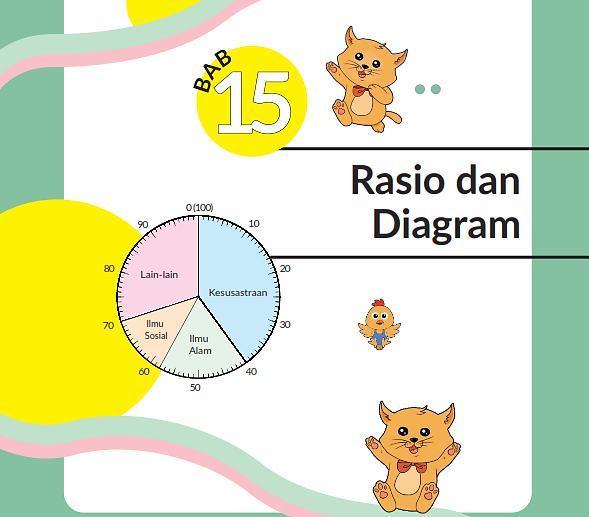 BAB
15
Rasio dan
Diagram
0 (100)
10
20
30
40
50
60
70
80
90
Kesusastraan
Ilmu
Alam
Ilmu
Sosial
Lain-lain